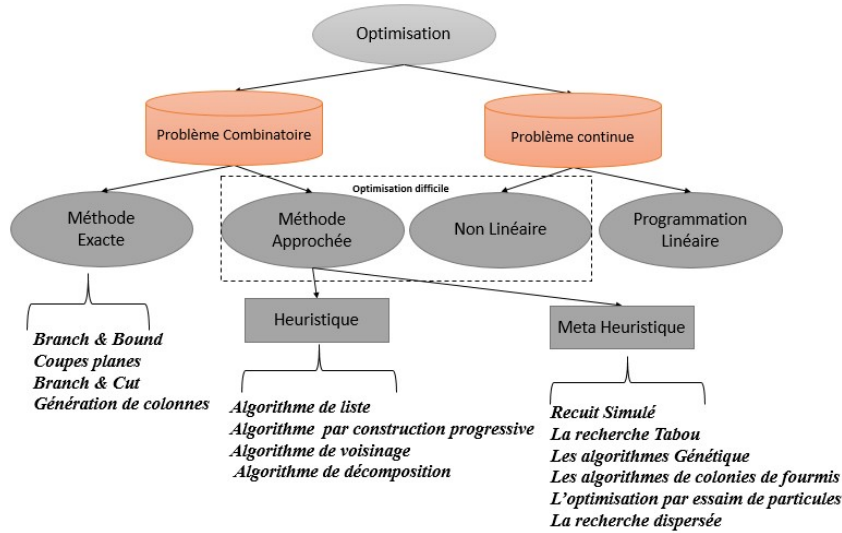 Optimisation
Problème Combinatoire
Problème continue
Optimisation difficile
Méthode
Exacte
Méthode
Approchée
Non Linéaire
Programmation
Linéaire
Heuristique
Meta Heuristique
Branch & Bound
Coupes planes
Branch & Cut
Génération de colonnes
Algorithme de liste
Algorithme par construction progressive
Algorithme de voisinage
Algorithme de décomposition
Recuit Simulé
La recherche Tabou
Les algorithmes Génétique
Les algorithmes de colonies de fourmis
L'optimisation par essaim de particules
La recherche dispersée